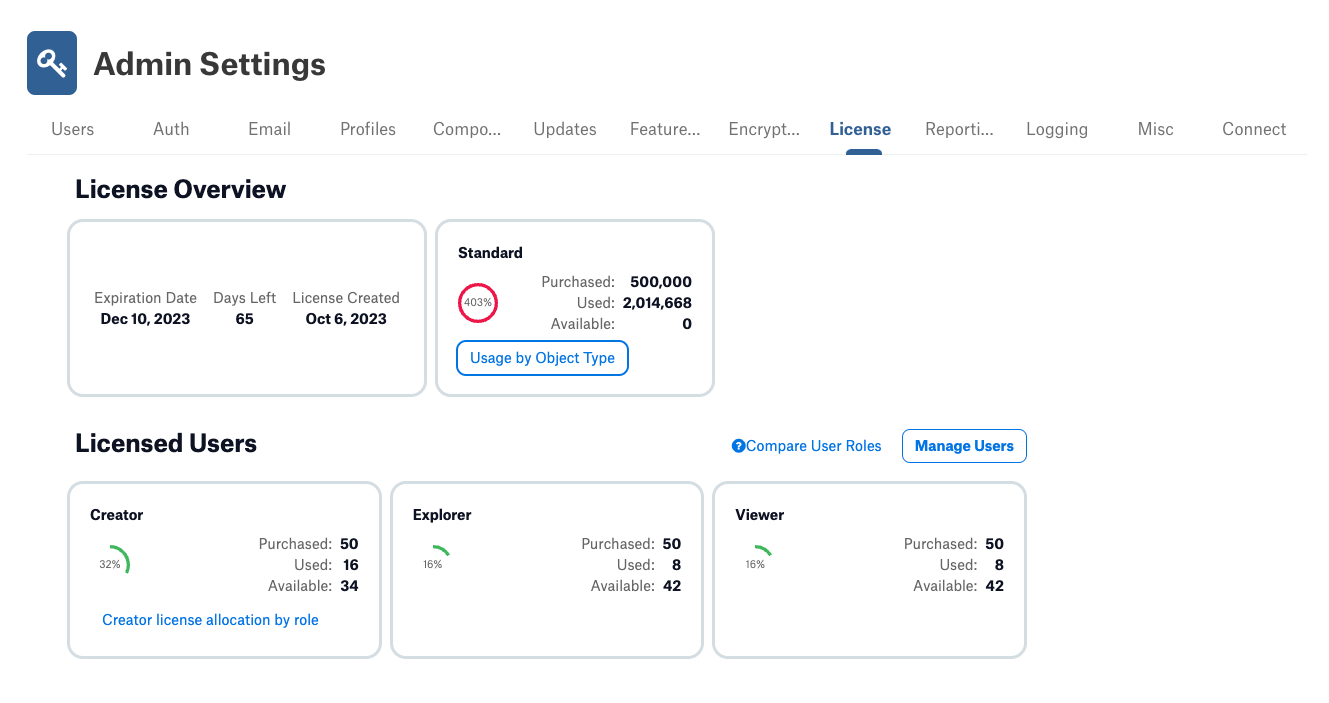 Admin Settings
Users Auth Email Profiles Compo... Updates Feature... Encrypt... License Reporti... Logging Misc Connect
License Overview
Expiration Date Days Left License Created
Dec 10, 2023 65 Oct 6, 2023
Standard
403%
Purchased: 500,000
Used: 2,014,668
Available: 0
Usage by Object Type
Licensed Users
?Compare User Roles
Manage Users
Creator
32%
Purchased: 50
Used: 16
Available: 34
Creator license allocation by role
Explorer
16%
Purchased: 50
Used: 8
Available: 42
Viewer
16%
Purchased: 50
Used: 8
Available: 42